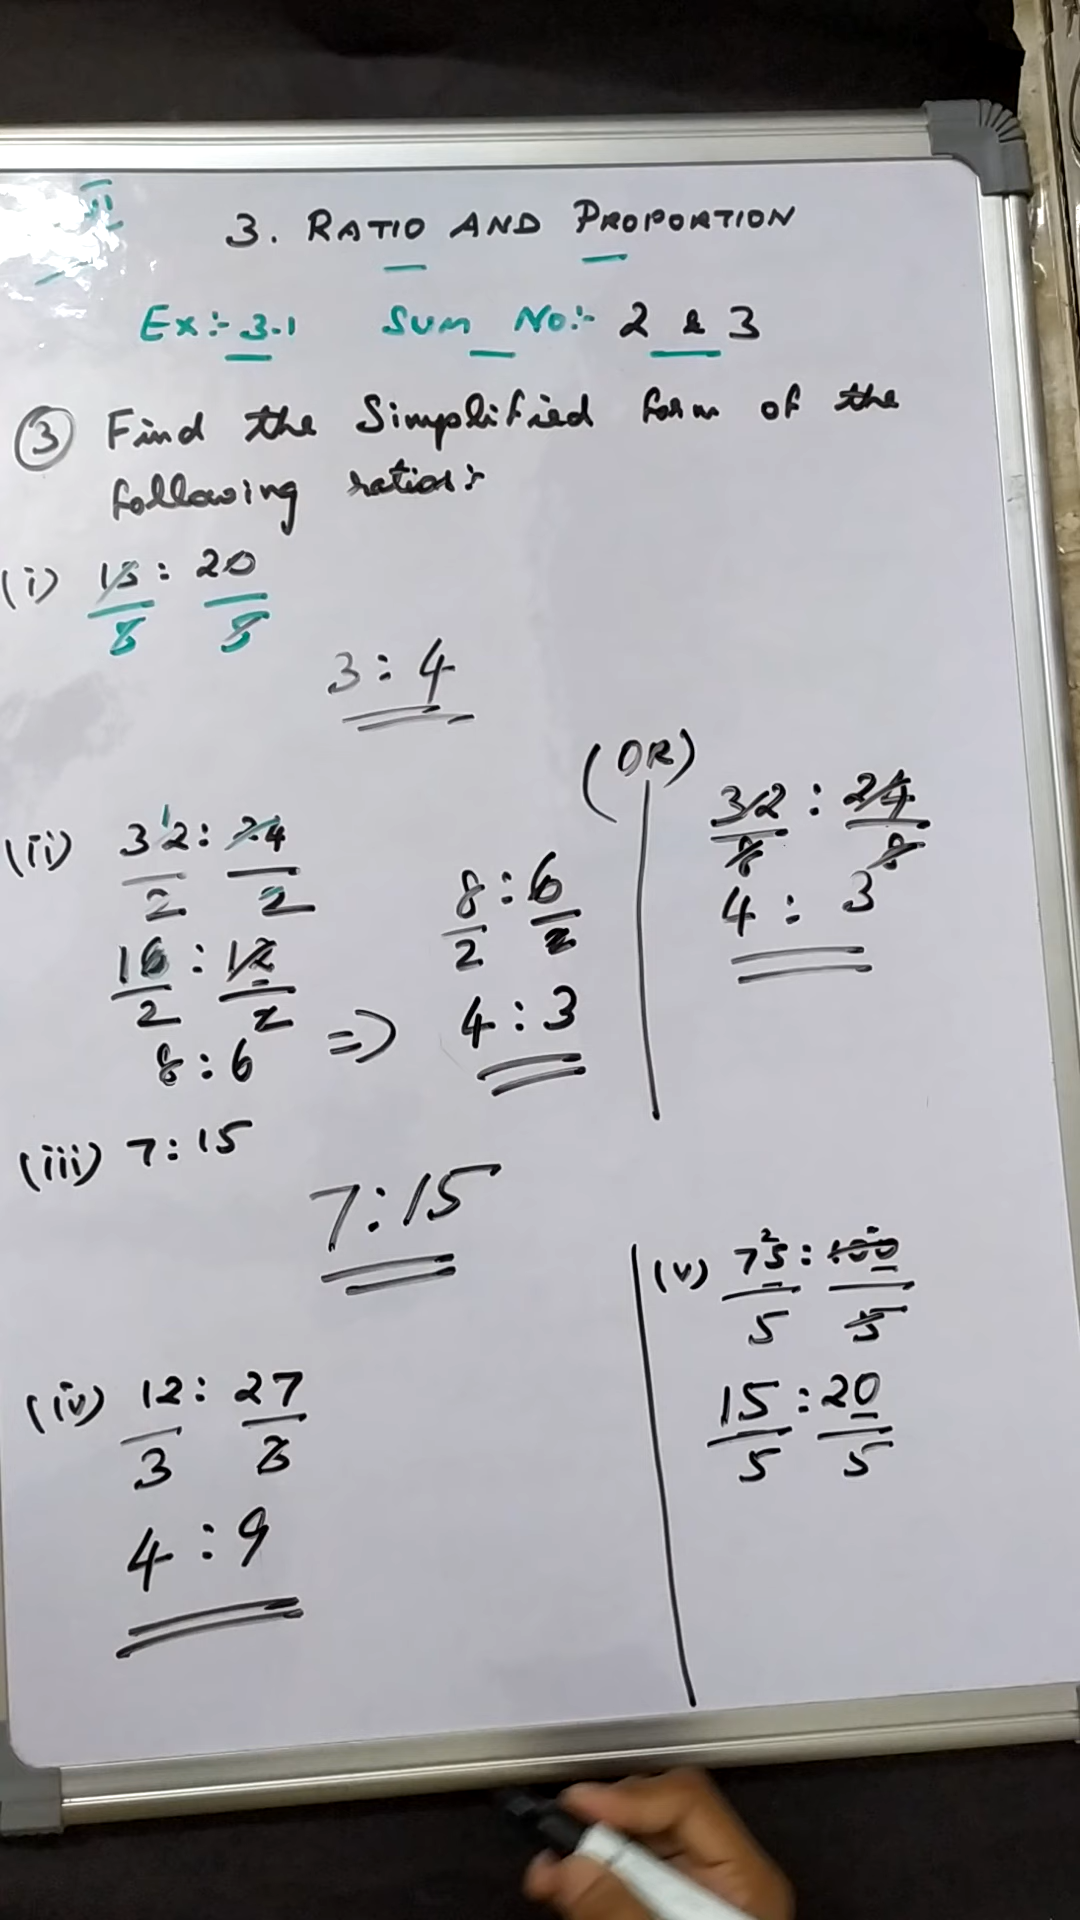 3. RATIO AND PROPORTION
Ex:- 3.1 Sum No:- 2 & 3
③ Find the Simplified form of the
following ratios:-
(i) 15 : 20
5 5
3 : 4
(ii) 32 : 24
2 2
16 : 12
2 2
8 : 6 =>
8 : 6
2 2
4 : 3
(OR)
32 : 24
8 8
4 : 3
(iii) 7 : 15
7 : 15
(iv) 12 : 27
3 3
4 : 9
(v) 75 : 100
5 5
15 : 20
5 5